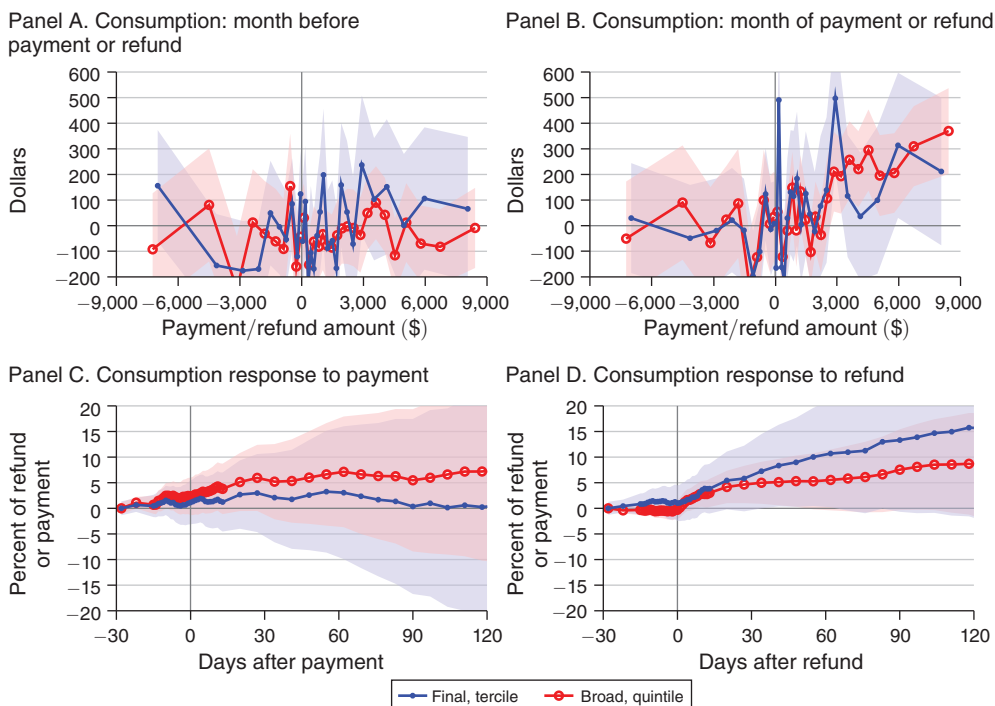 Panel A. Consumption: month before
payment or refund
Dollars
600
500
400
300
200
100
0
−100
−200
−9,000 −6,000 −3,000 0 3,000 6,000 9,000
Payment/refund amount ($)
Panel B. Consumption: month of payment or refund
Dollars
600
500
400
300
200
100
0
−100
−200
−9,000 −6,000 −3,000 0 3,000 6,000 9,000
Payment/refund amount ($)
Panel C. Consumption response to payment
Percent of refund
or payment
20
15
10
5
0
−5
−10
−15
−20
−30 0 30 60 90 120
Days after payment
Panel D. Consumption response to refund
Percent of refund
or payment
20
15
10
5
0
−5
−10
−15
−20
−30 0 30 60 90 120
Days after refund
Final, tercile Broad, quintile